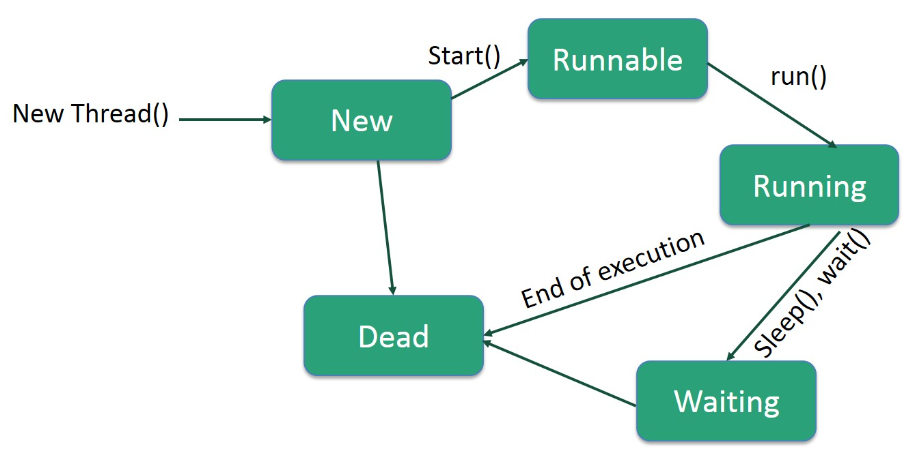 Start()
Runnable
run()
New Thread()
New
Running
End of execution
Sleep(), wait()
Dead
Waiting